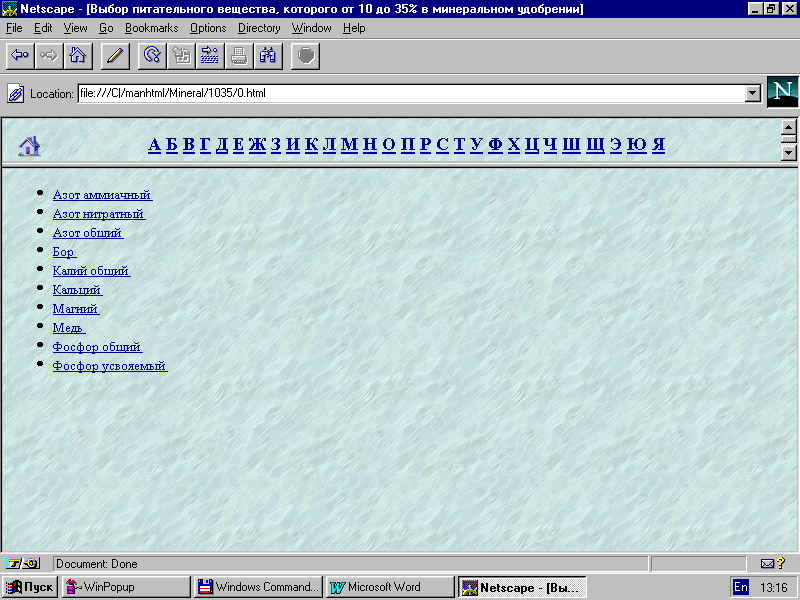 Netscape - [Выбор питательного вещества, которого от 10 до 35% в минеральном удобрении]
File Edit View Go Bookmarks Options Directory Window Help
Location: file:///C|/manhtml/Mineral/1035/0.html
N
А Б В Г Д Е Ж З И К Л М Н О П Р С Т У Ф Х Ц Ч Ш Щ Э Ю Я
Азот аммиачный
Азот нитратный
Азот общий
Бор
Калий общий
Кальций
Магний
Медь
Фосфор общий
Фосфор усвояемый
Document: Done
Пуск WinPopup Windows Command... Microsoft Word Netscape - [Вы... En 13:16